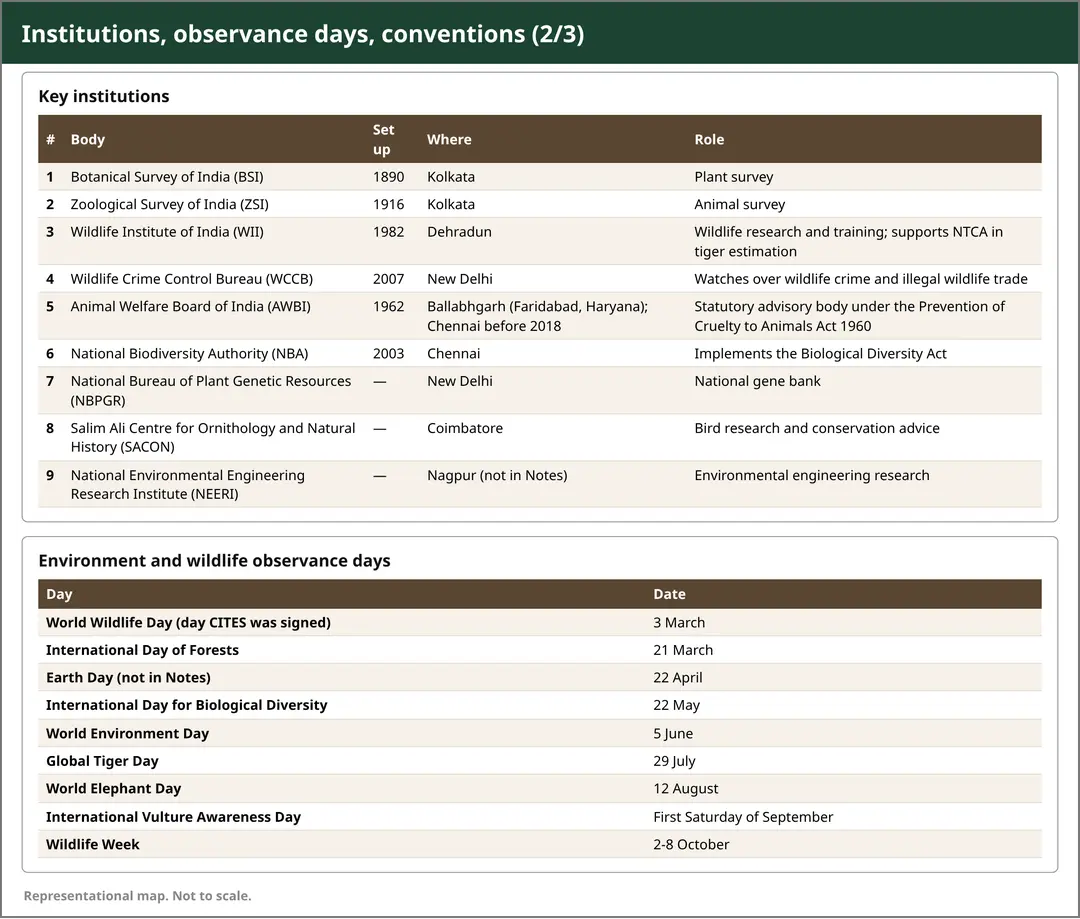 Institutions, observance days, conventions (2/3)
Key institutions
# Body Set up Where Role
1 Botanical Survey of India (BSI) 1890 Kolkata Plant survey
2 Zoological Survey of India (ZSI) 1916 Kolkata Animal survey
3 Wildlife Institute of India (WII) 1982 Dehradun Wildlife research and training; supports NTCA in
tiger estimation
4 Wildlife Crime Control Bureau (WCCB) 2007 New Delhi Watches over wildlife crime and illegal wildlife trade
5 Animal Welfare Board of India (AWBI) 1962 Ballabhgarh (Faridabad, Haryana); Statutory advisory body under the Prevention of
Chennai before 2018 Cruelty to Animals Act 1960
6 National Biodiversity Authority (NBA) 2003 Chennai Implements the Biological Diversity Act
7 National Bureau of Plant Genetic Resources — New Delhi National gene bank
(NBPGR)
8 Salim Ali Centre for Ornithology and Natural — Coimbatore Bird research and conservation advice
History (SACON)
9 National Environmental Engineering — Nagpur (not in Notes) Environmental engineering research
Research Institute (NEERI)
Environment and wildlife observance days
Day Date
World Wildlife Day (day CITES was signed) 3 March
International Day of Forests 21 March
Earth Day (not in Notes) 22 April
International Day for Biological Diversity 22 May
World Environment Day 5 June
Global Tiger Day 29 July
World Elephant Day 12 August
International Vulture Awareness Day First Saturday of September
Wildlife Week 2-8 October
Representational map. Not to scale.